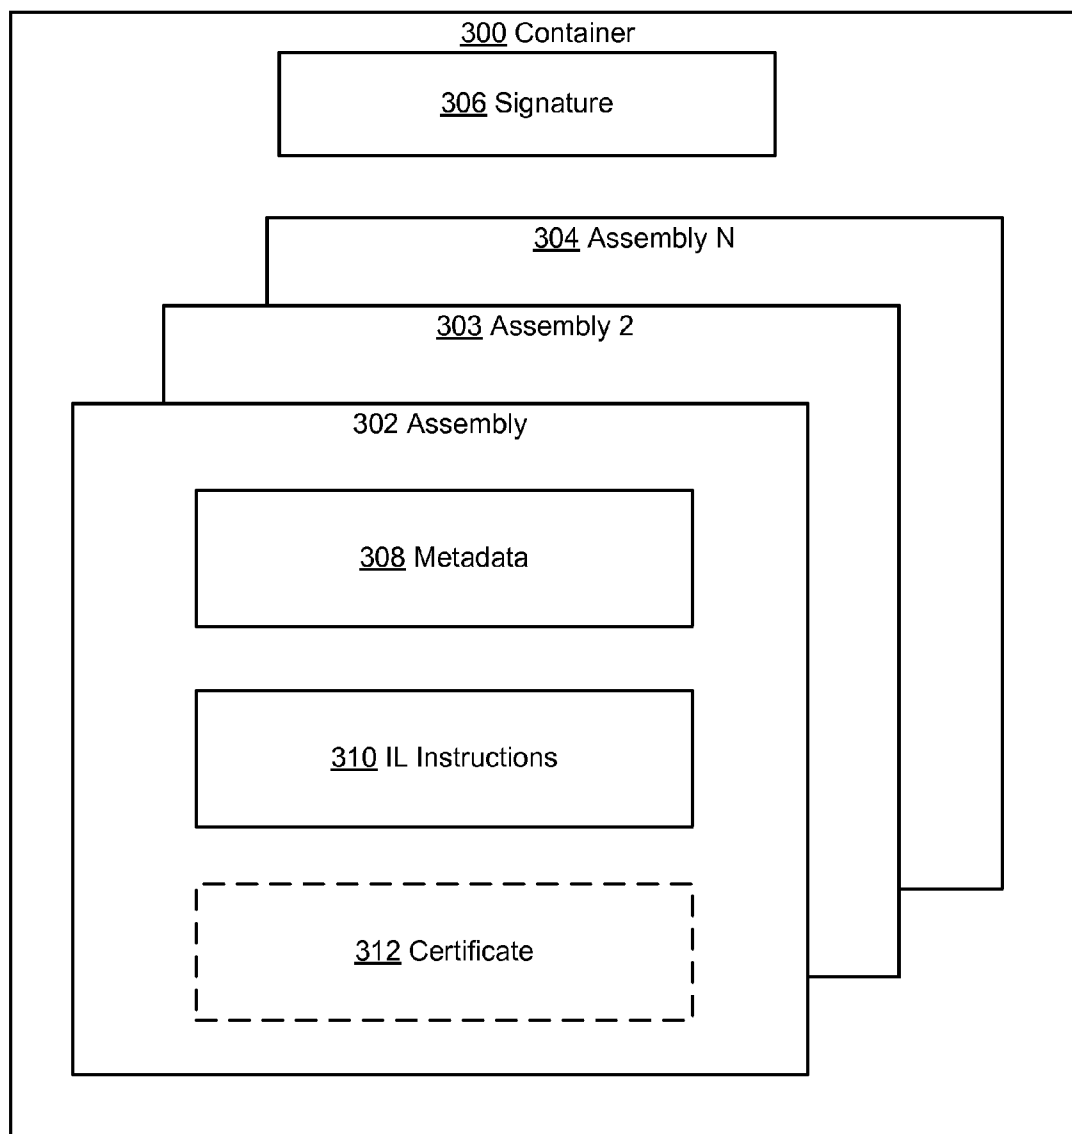 300 Container
306 Signature
304 Assembly N
303 Assembly 2
302 Assembly
308 Metadata
310 IL Instructions
312 Certificate